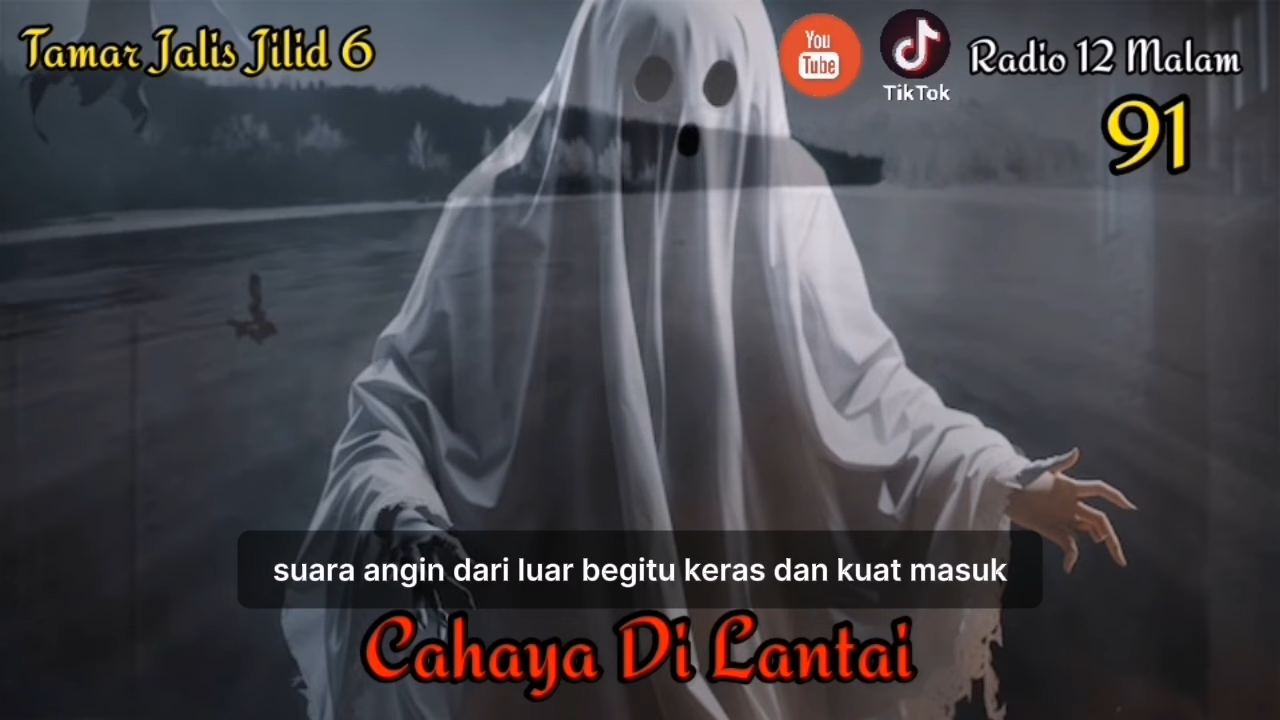 Tamar Jalis Jilid 6
You
Tube
TikTok
Radio 12 Malam
91
suara angin dari luar begitu keras dan kuat masuk
Cahaya Di Lantai